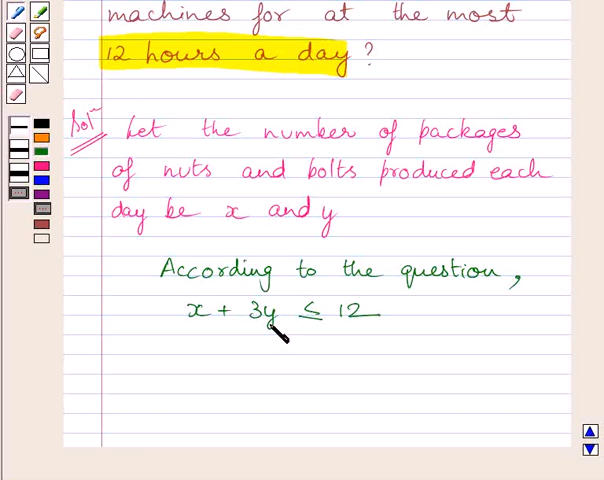 machines for at the most
12 hours a day ?
Solⁿ Let the number of packages
of nuts and bolts produced each
day be x and y
According to the question,
x + 3y ≤ 12